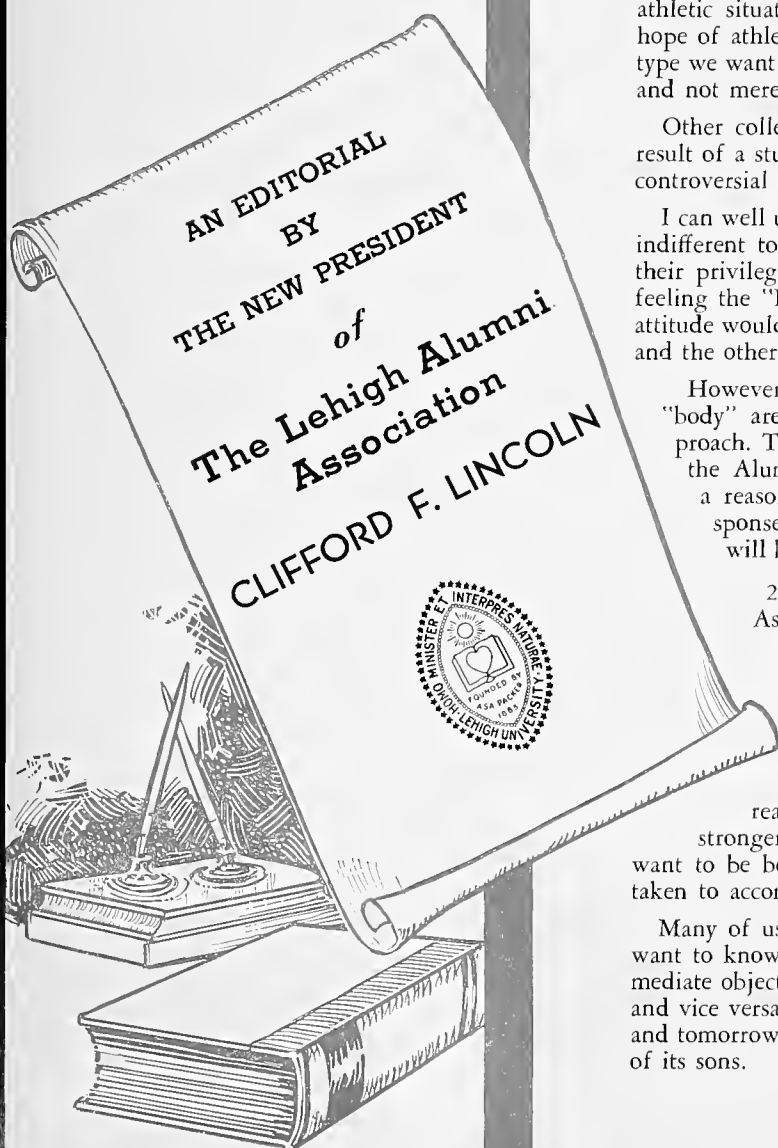 AN EDITORIAL
BY
THE NEW PRESIDENT
of
The Lehigh Alumni
Association
CLIFFORD F. LINCOLN
HOMO MINISTER ET INTERPRES NATURAE · LEHIGH UNIVERSITY
FOUNDED BY
ASA PACKER
1865
athletic situat
hope of athle
type we want
and not mere
Other colle
result of a stu
controversial
I can well u
indifferent to
their privileg
feeling the "I
attitude would
and the other
However
"body" are
proach. T
the Alum
a reaso
sponse
will l
2
As
rea
stronger
want to be be
taken to accor
Many of us
want to know
mediate object
and vice versa
and tomorrow
of its sons.